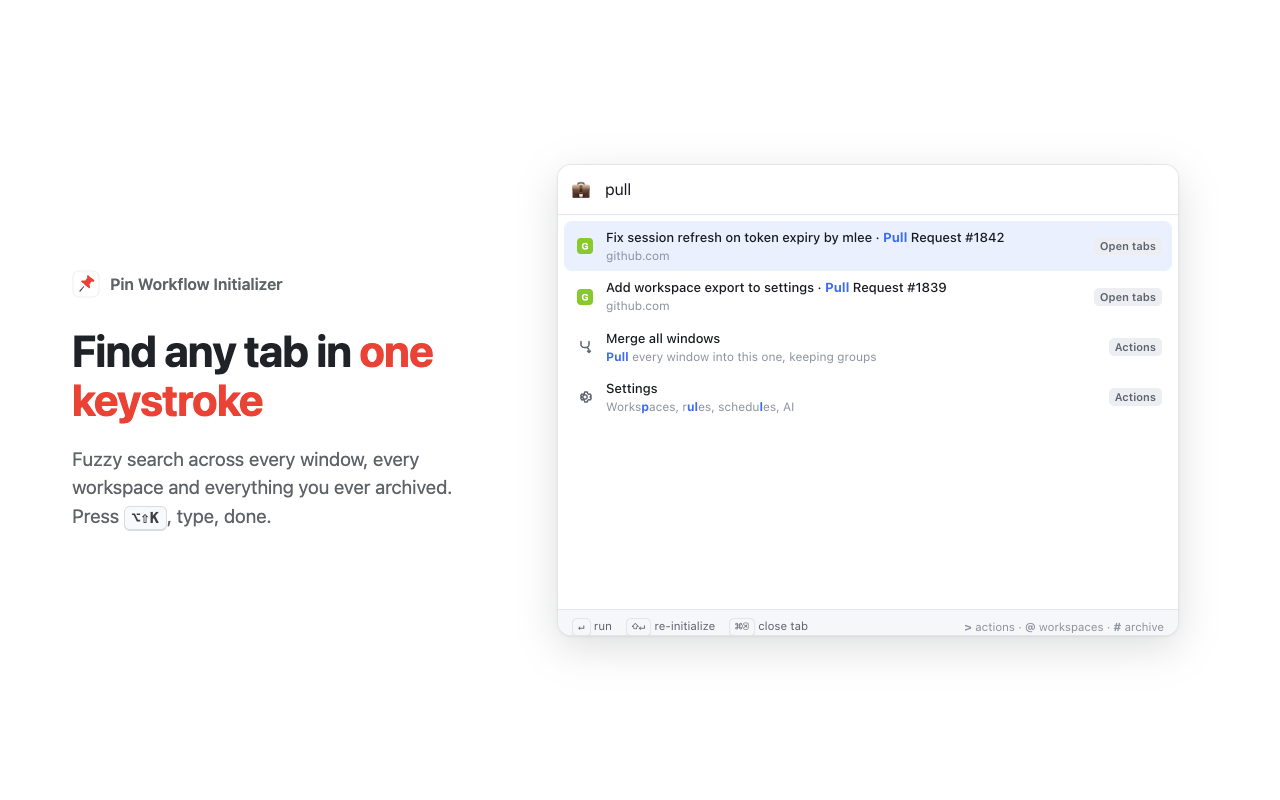 Pin Workflow Initializer
Find any tab in one
keystroke
Fuzzy search across every window, every
workspace and everything you ever archived.
Press ⌥⇧K, type, done.
pull
G
Fix session refresh on token expiry by mlee · Pull Request #1842
github.com
Open tabs
G
Add workspace export to settings · Pull Request #1839
github.com
Open tabs
Merge all windows
Pull every window into this one, keeping groups
Actions
Settings
Workspaces, rules, schedules, AI
Actions
↵ run ⇧↵ re-initialize ⌘⌫ close tab > actions · @ workspaces · # archive